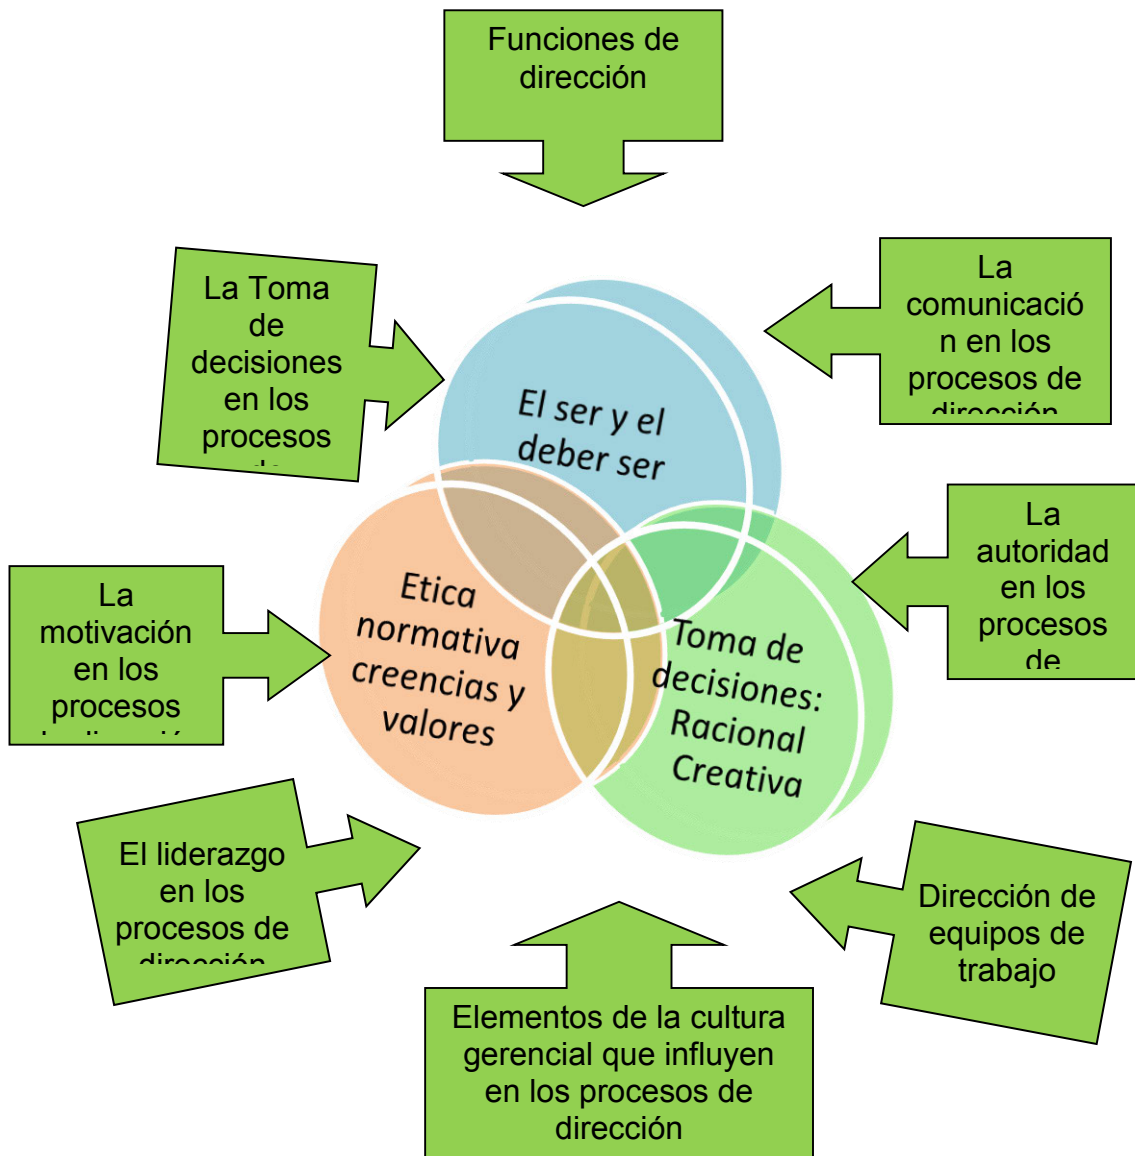 Funciones de
dirección
La Toma
de
decisiones
en los
procesos
La
comunicació
n en los
procesos de
dirección
El ser y el
deber ser
La
autoridad
en los
procesos
de
La
motivación
en los
procesos
Etica
normativa
creencias y
valores
Toma de
decisiones:
Racional
Creativa
El liderazgo
en los
procesos de
dirección
Dirección de
equipos de
trabajo
Elementos de la cultura
gerencial que influyen
en los procesos de
dirección